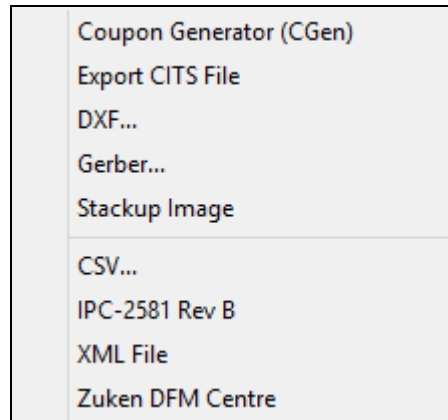 Coupon Generator (CGen)
Export CITS File
DXF...
Gerber...
Stackup Image
CSV...
IPC-2581 Rev B
XML File
Zuken DFM Centre